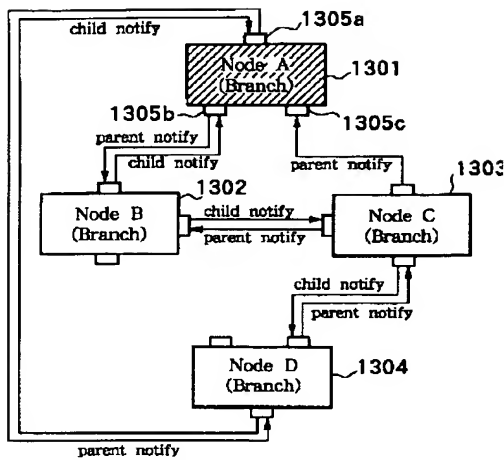 child notify
1305a
Node A
(Branch)
1301
1305b
1305c
parent notify
child notify
parent notify
1303
1302
Node B
(Branch)
child notify
parent notify
Node C
(Branch)
child notify
parent notify
Node D
(Branch)
1304
parent notify